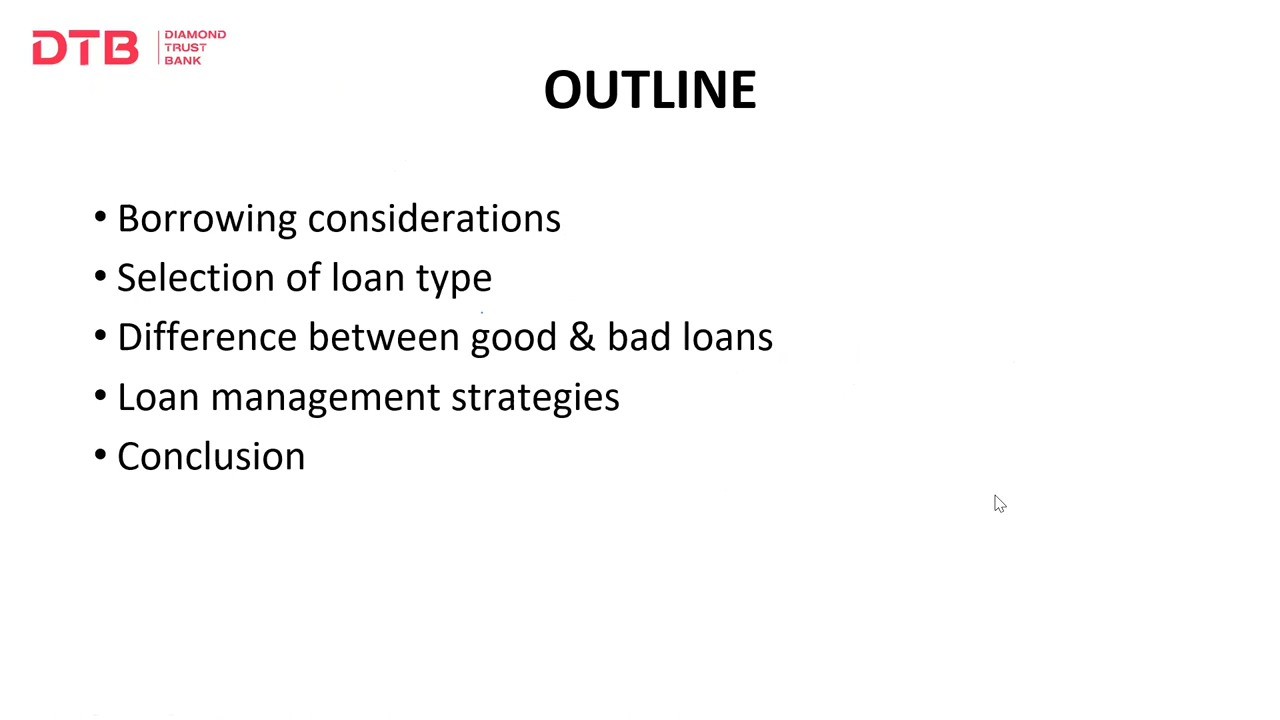 DTB
DIAMOND
TRUST
BANK
OUTLINE
• Borrowing considerations
• Selection of loan type
• Difference between good & bad loans
• Loan management strategies
• Conclusion